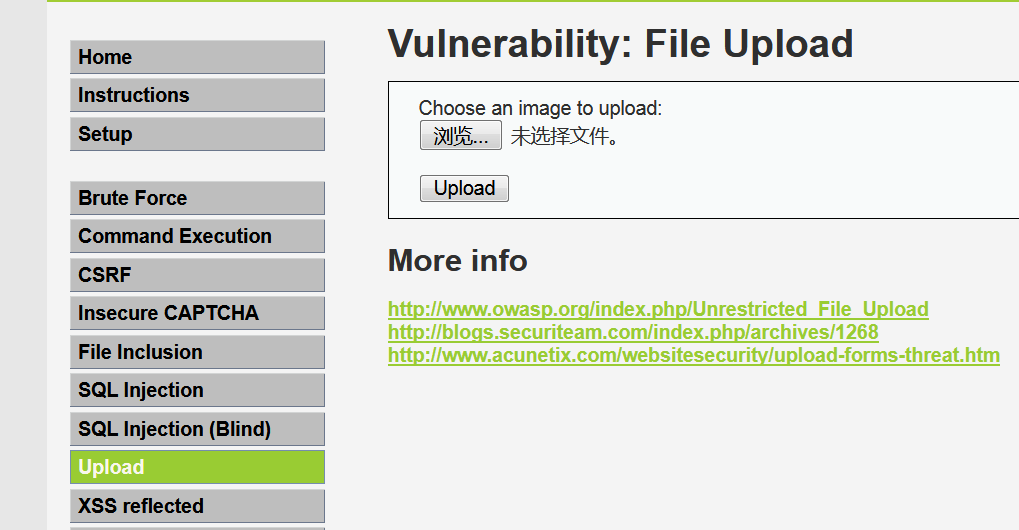 Home
Instructions
Setup
Brute Force
Command Execution
CSRF
Insecure CAPTCHA
File Inclusion
SQL Injection
SQL Injection (Blind)
Upload
XSS reflected
Vulnerability: File Upload
Choose an image to upload:
浏览... 未选择文件。
Upload
More info
http://www.owasp.org/index.php/Unrestricted_File_Upload
http://blogs.securiteam.com/index.php/archives/1268
http://www.acunetix.com/websitesecurity/upload-forms-threat.htm